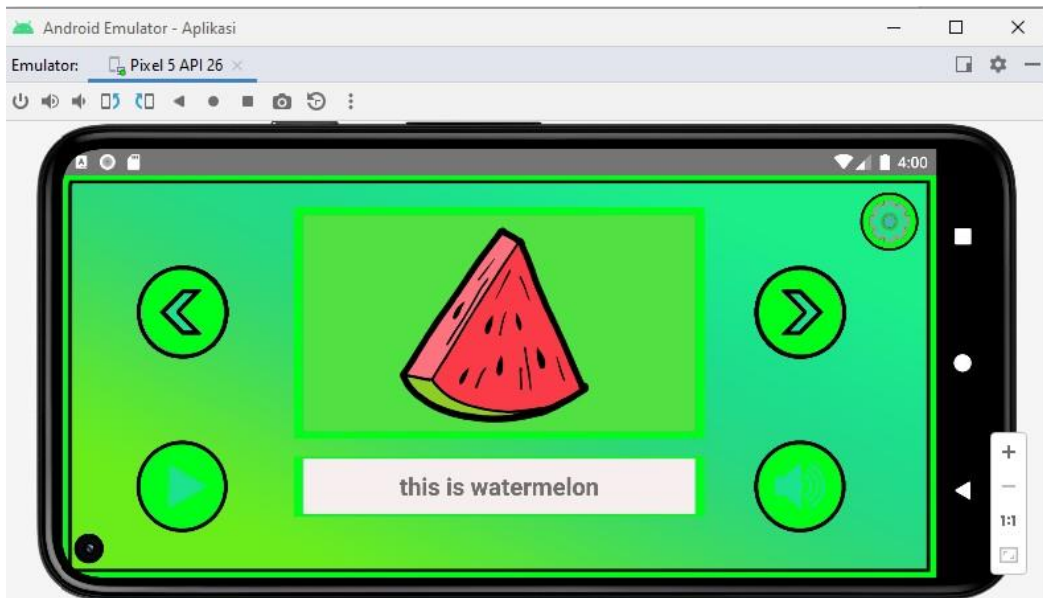 Android Emulator - Aplikasi
Emulator: Pixel 5 API 26
4:00
this is watermelon
1:1